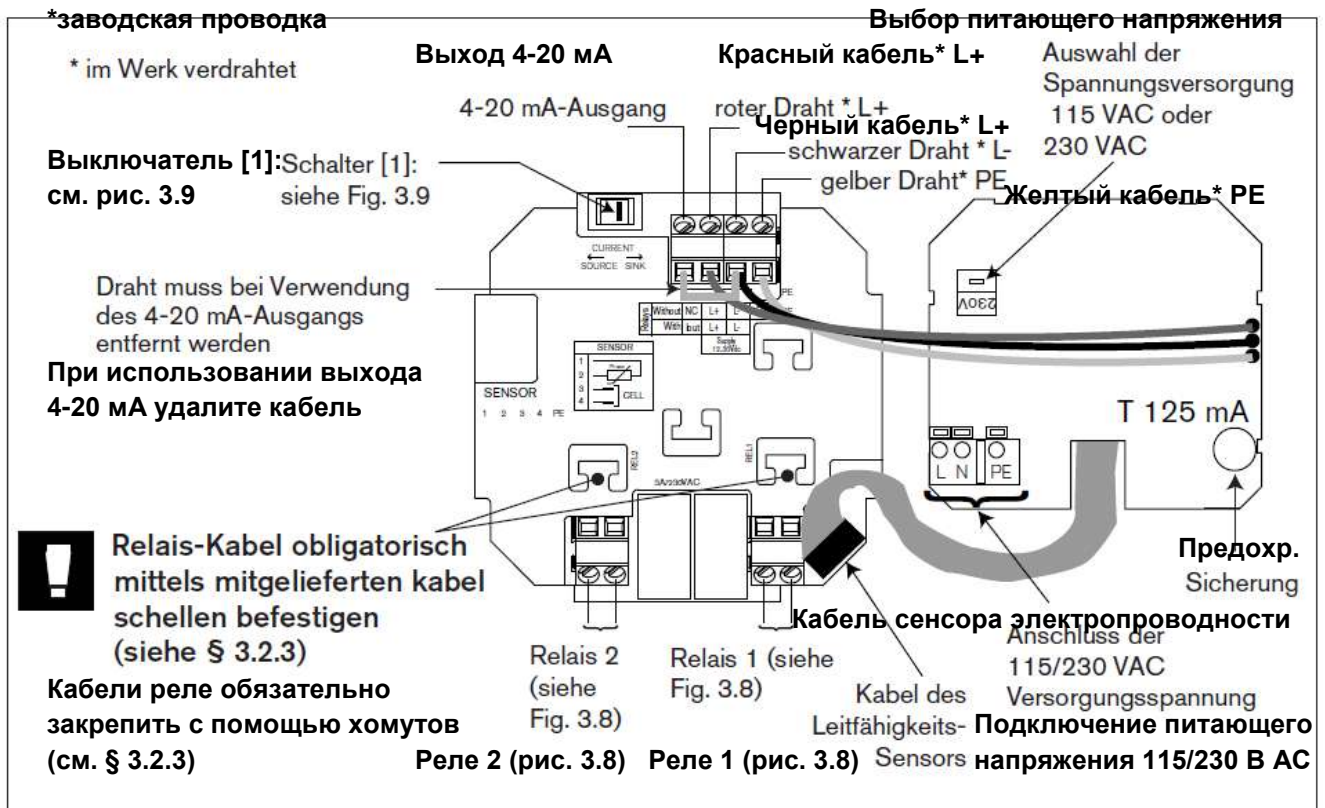 *заводская проводка
Выбор питающего напряжения
* im Werk verdrahtet
Выход 4-20 мА
Красный кабель* L+
Auswahl der
Spannungsversorgung
115 VAC oder
230 VAC
4-20 mA-Ausgang
roter Draht * L+
Черный кабель* L+
schwarzer Draht * L-
gelber Draht* PE
Желтый кабель* PE
Выключатель [1]:
см. рис. 3.9
Schalter [1]:
siehe Fig. 3.9
CURRENT
SOURCE SINK
PE
Draht muss bei Verwendung
des 4-20 mA-Ausgangs
entfernt werden
При использовании выхода
4-20 мА удалите кабель
Relays
Without NC L+ L-
With Iout L+ L-
Supply
12..30Vdc
230V
SENSOR
1
2
3
4
CELL
SENSOR
1 2 3 4 PE
T 125 mA
L N PE
REL2
REL1
5A/230VAC
Relais-Kabel obligatorisch
mittels mitgelieferten kabel
schellen befestigen
(siehe § 3.2.3)
Кабели реле обязательно
закрепить с помощью хомутов
(см. § 3.2.3)
Предохр.
Sicherung
Кабель сенсора электропроводности
Relais 2
(siehe
Fig. 3.8)
Реле 2 (рис. 3.8)
Relais 1 (siehe
Fig. 3.8)
Реле 1 (рис. 3.8)
Kabel des
Leitfähigkeits-
Sensors
Anschluss der
115/230 VAC
Versorgungsspannung
Подключение питающего
напряжения 115/230 В АС